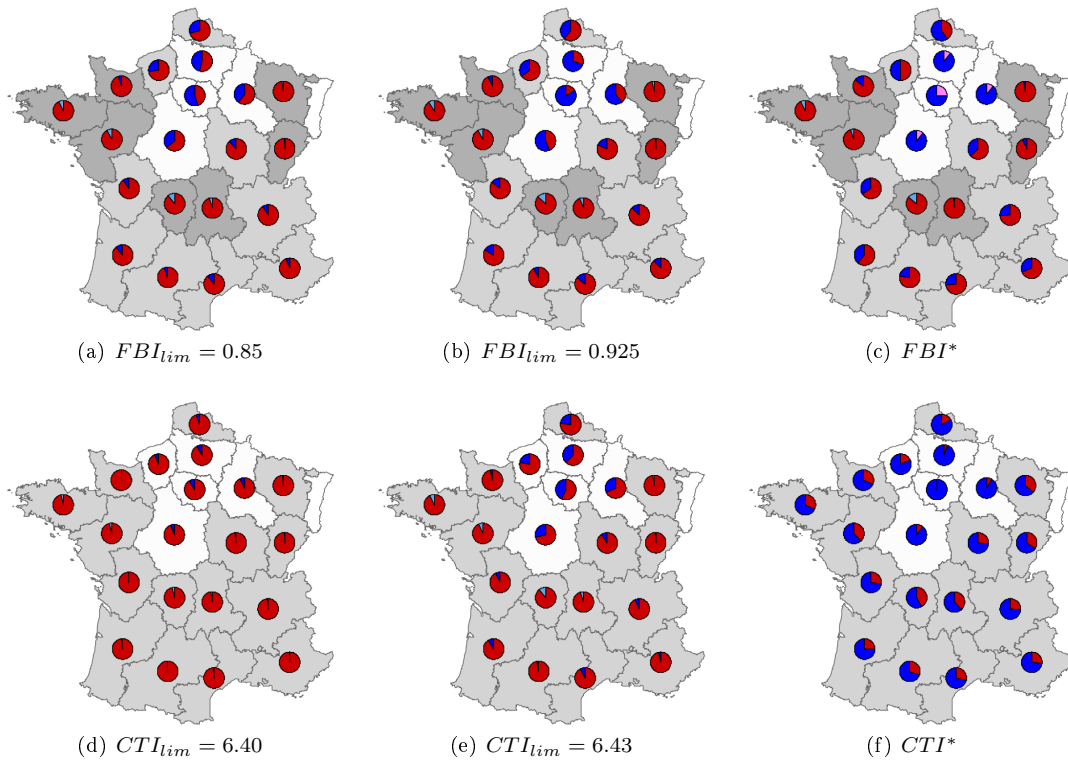 (a) FBI_lim = 0.85
(b) FBI_lim = 0.925
(c) FBI*
(d) CTI_lim = 6.40
(e) CTI_lim = 6.43
(f) CTI*